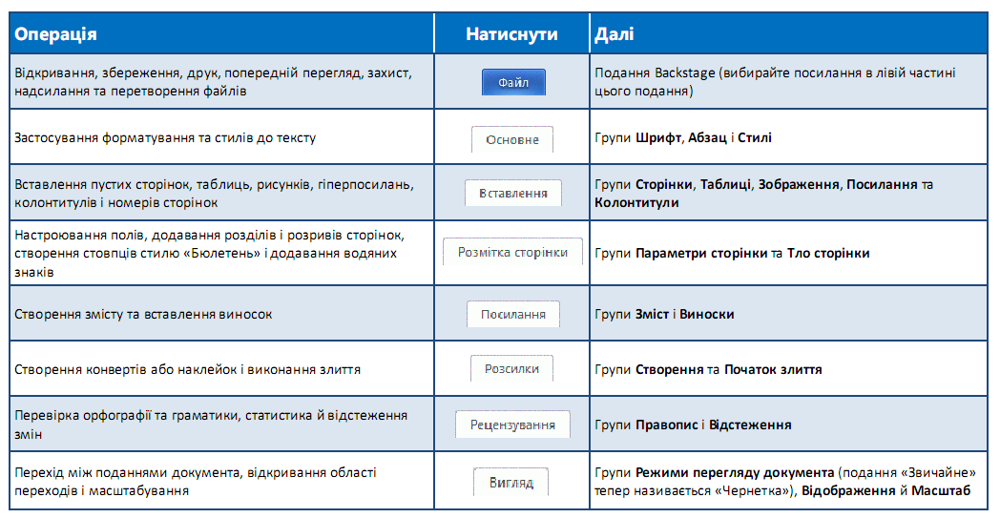 Операція Натиснути Далі
Відкривання, збереження, друк, попередній перегляд, захист,
надсилання та перетворення файлів
Файл
Подання Backstage (вибирайте посилання в лівій частині
цього подання)
Застосування форматування та стилів до тексту
Основне
Групи Шрифт, Абзац і Стилі
Вставлення пустих сторінок, таблиць, рисунків, гіперпосилань,
колонтитулів і номерів сторінок
Вставлення
Групи Сторінки, Таблиці, Зображення, Посилання та
Колонтитули
Настроювання полів, додавання розділів і розривів сторінок,
створення стовпців стилю «Бюлетень» і додавання водяних
знаків
Розмітка сторінки
Групи Параметри сторінки та Тло сторінки
Створення змісту та вставлення виносок
Посилання
Групи Зміст і Виноски
Створення конвертів або наклейок і виконання злиття
Розсилки
Групи Створення та Початок злиття
Перевірка орфографії та граматики, статистика й відстеження
змін
Рецензування
Групи Правопис і Відстеження
Перехід між поданнями документа, відкривання області
переходів і масштабування
Вигляд
Групи Режими перегляду документа (подання «Звичайне»
тепер називається «Чернетка»), Відображення й Масштаб